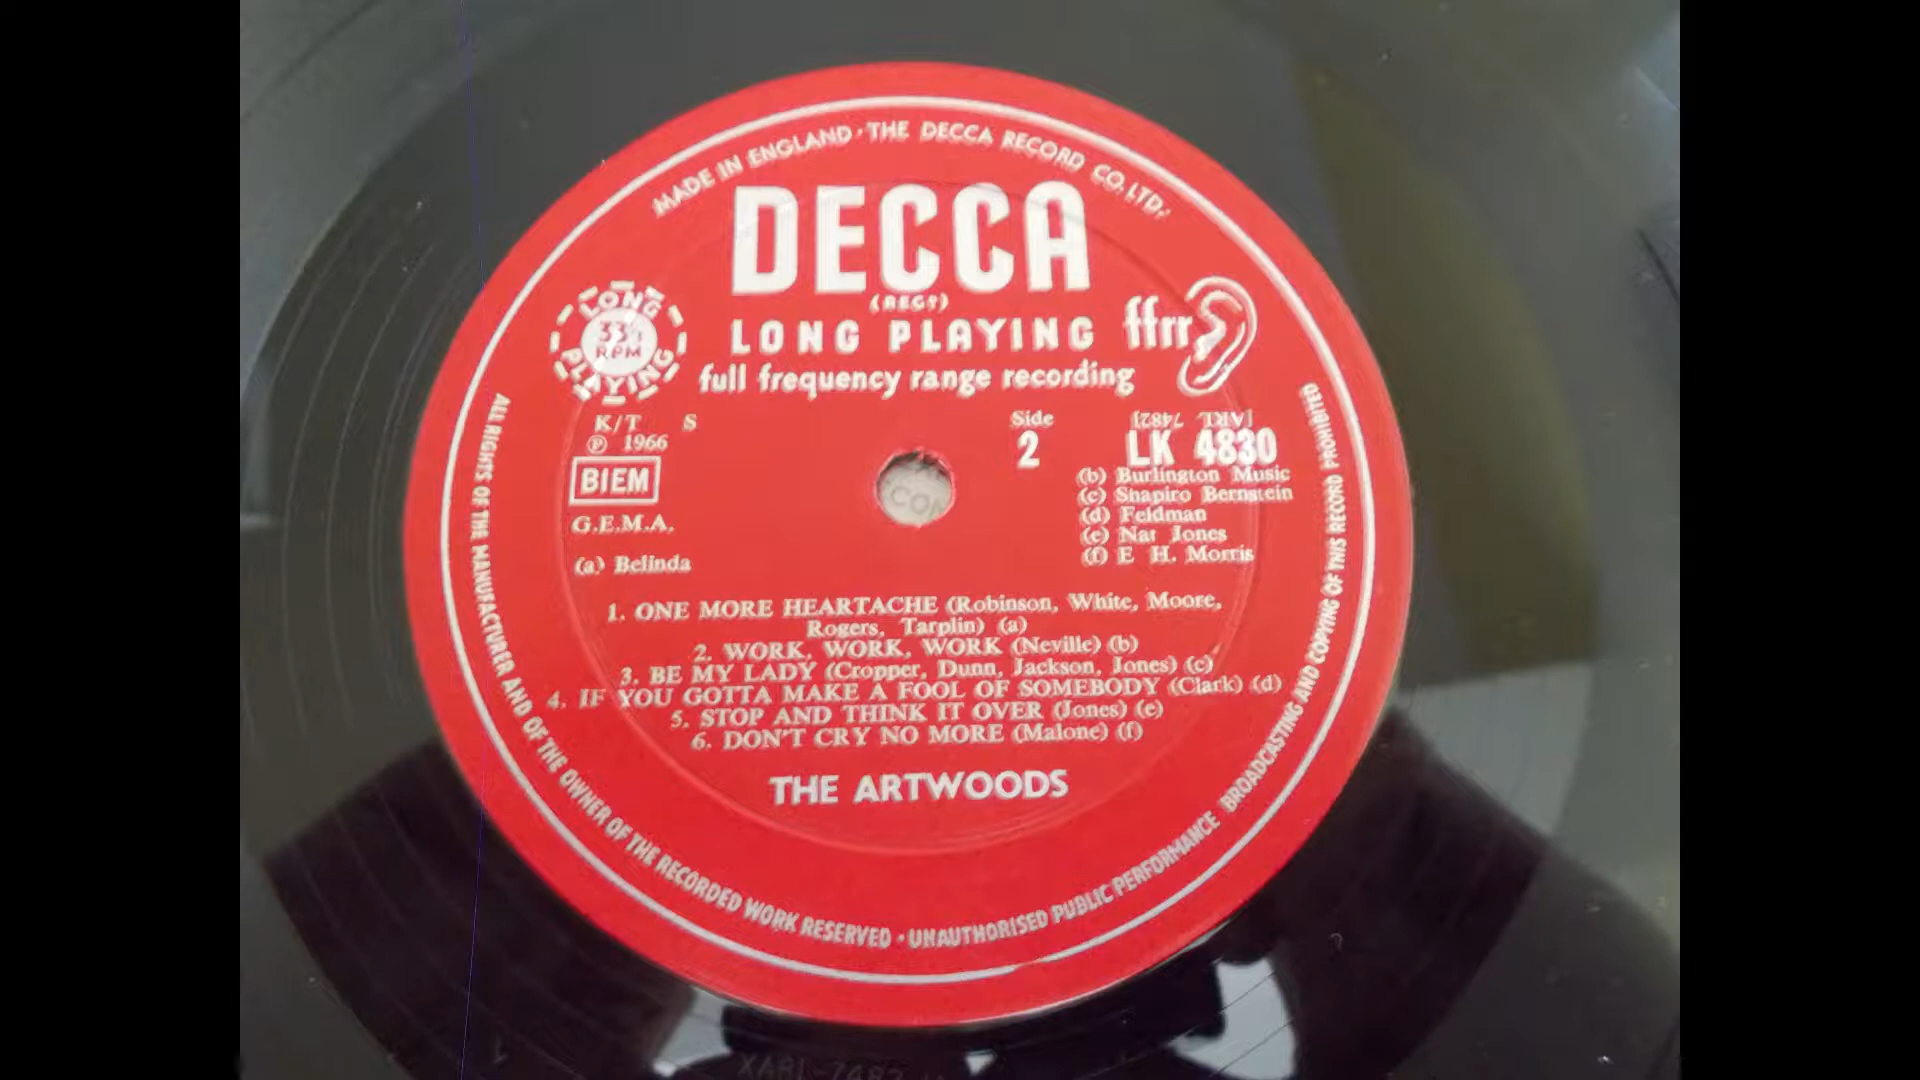 MADE IN ENGLAND · THE DECCA RECORD CO, LTD.
DECCA
(REGD)
LONG PLAYING
ffrr
full frequency range recording
LONG
33⅓
RPM
PLAYING
K/T S
℗ 1966
BIEM
G.E.M.A.
(a) Belinda
Side
2
[ARL 7482]
LK 4830
(b) Burlington Music
(c) Shapiro Bernstein
(d) Feldman
(e) Nat Jones
(f) E H. Morris
1. ONE MORE HEARTACHE (Robinson, White, Moore,
Rogers, Tarplin) (a)
2. WORK, WORK, WORK (Neville) (b)
3. BE MY LADY (Cropper, Dunn, Jackson, Jones) (c)
4. IF YOU GOTTA MAKE A FOOL OF SOMEBODY (Clark) (d)
5. STOP AND THINK IT OVER (Jones) (e)
6. DON'T CRY NO MORE (Malone) (f)
THE ARTWOODS
ALL RIGHTS OF THE MANUFACTURER AND OF THE OWNER OF THE RECORDED WORK RESERVED · UNAUTHORISED PUBLIC PERFORMANCE BROADCASTING AND COPYING OF THIS RECORD PROHIBITED